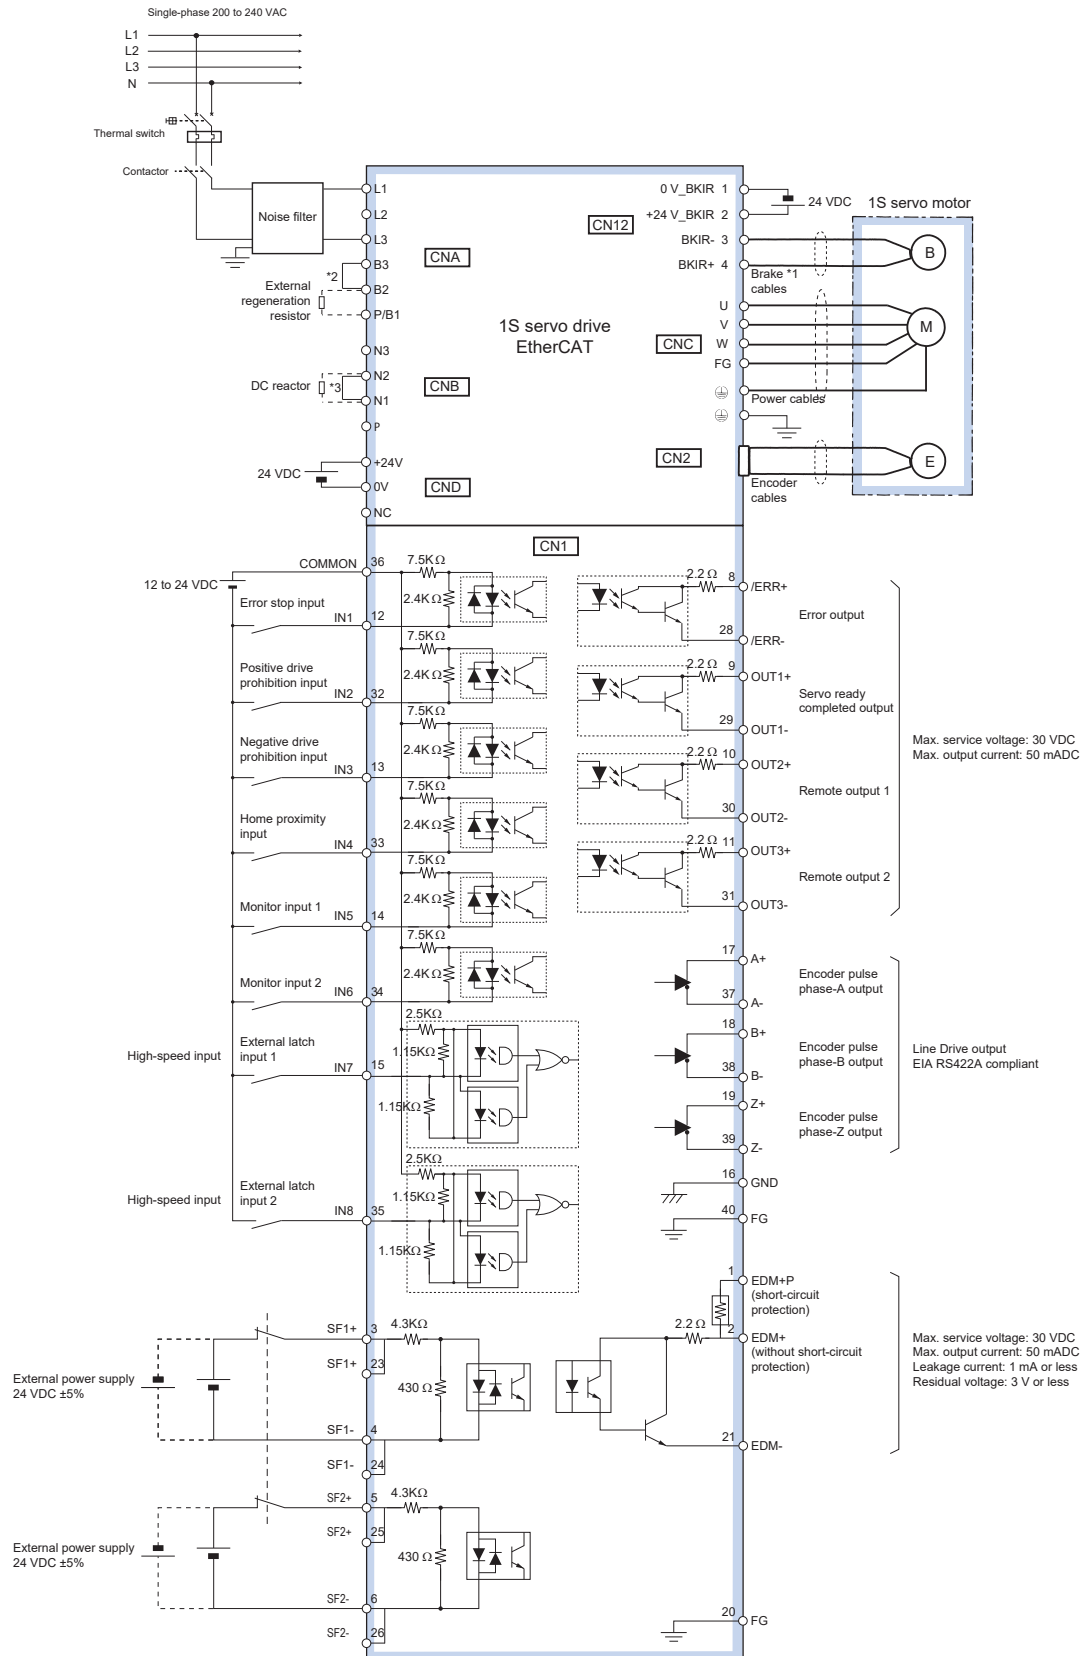 Single-phase 200 to 240 VAC
L1
L2
L3
N
Thermal switch
Contactor
Noise filter
L1
L2
L3
B3
*2
B2
External
regeneration
resistor
P/B1
N3
DC reactor
*3
N2
N1
P
+24V
24 VDC
0V
NC
CNA
CNB
CND
1S servo drive
EtherCAT
CN12
CNC
CN2
0 V_BKIR 1
+24 V_BKIR 2
BKIR- 3
BKIR+ 4
24 VDC
1S servo motor
Brake *1
cables
B
U
V
W
FG
M
Power cables
E
Encoder
cables
CN1
12 to 24 VDC
COMMON 36
7.5KΩ
2.4KΩ
Error stop input
IN1 12
7.5KΩ
2.4KΩ
Positive drive
prohibition input
IN2 32
7.5KΩ
2.4KΩ
Negative drive
prohibition input
IN3 13
7.5KΩ
2.4KΩ
Home proximity
input
IN4 33
7.5KΩ
2.4KΩ
Monitor input 1
IN5 14
7.5KΩ
2.4KΩ
Monitor input 2
IN6 34
2.5KΩ
1.15KΩ
High-speed input
External latch
input 1
IN7 15
1.15KΩ
2.5KΩ
1.15KΩ
High-speed input
External latch
input 2
IN8 35
1.15KΩ
External power supply
24 VDC ±5%
SF1+ 3
4.3KΩ
SF1+ 23
430 Ω
SF1- 4
SF1- 24
External power supply
24 VDC ±5%
SF2+ 5
4.3KΩ
SF2+ 25
430 Ω
SF2- 6
SF2- 26
2.2 Ω 8
/ERR+
Error output
28
/ERR-
2.2 Ω 9
OUT1+
Servo ready
completed output
29
OUT1-
2.2 Ω 10
OUT2+
Remote output 1
30
OUT2-
2.2 Ω 11
OUT3+
Remote output 2
31
OUT3-
Max. service voltage: 30 VDC
Max. output current: 50 mADC
17
A+
Encoder pulse
phase-A output
37
A-
18
B+
Encoder pulse
phase-B output
38
B-
19
Z+
Encoder pulse
phase-Z output
39
Z-
Line Drive output
EIA RS422A compliant
16
GND
40
FG
1
EDM+P
(short-circuit
protection)
2.2 Ω 2
EDM+
(without short-circuit
protection)
21
EDM-
Max. service voltage: 30 VDC
Max. output current: 50 mADC
Leakage current: 1 mA or less
Residual voltage: 3 V or less
20
FG